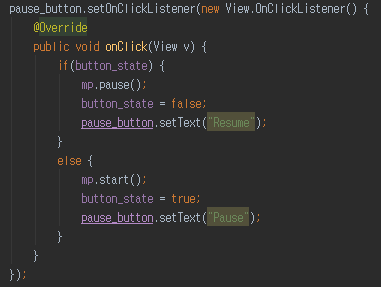 pause_button.setOnClickListener(new View.OnClickListener() {
    @Override
    public void onClick(View v) {
        if(button_state) {
            mp.pause();
            button_state = false;
            pause_button.setText("Resume");
        }
        else {
            mp.start();
            button_state = true;
            pause_button.setText("Pause");
        }
    }
});